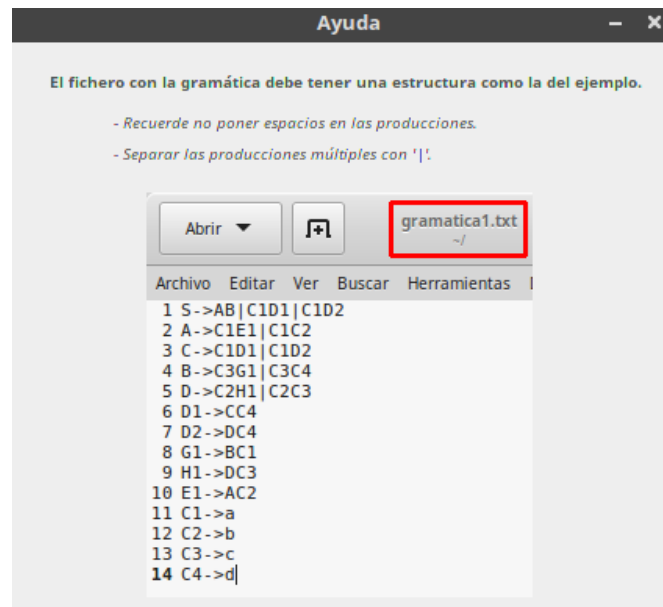 Ayuda
El fichero con la gramática debe tener una estructura como la del ejemplo.
- Recuerde no poner espacios en las producciones.
- Separar las producciones múltiples con '|'.
Abrir
gramatica1.txt
~/
Archivo Editar Ver Buscar Herramientas
1 S->AB|C1D1|C1D2
2 A->C1E1|C1C2
3 C->C1D1|C1D2
4 B->C3G1|C3C4
5 D->C2H1|C2C3
6 D1->CC4
7 D2->DC4
8 G1->BC1
9 H1->DC3
10 E1->AC2
11 C1->a
12 C2->b
13 C3->c
14 C4->d